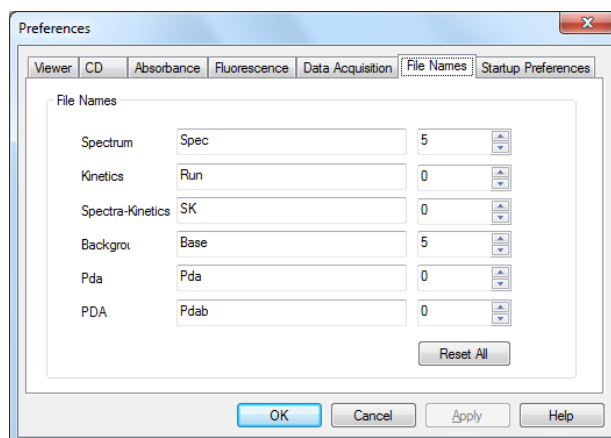 Preferences
Viewer CD Absorbance Fluorescence Data Acquisition File Names Startup Preferences
File Names
Spectrum Spec 5
Kinetics Run 0
Spectra-Kinetics SK 0
Backgrou Base 5
Pda Pda 0
PDA Pdab 0
Reset All
OK Cancel Apply Help